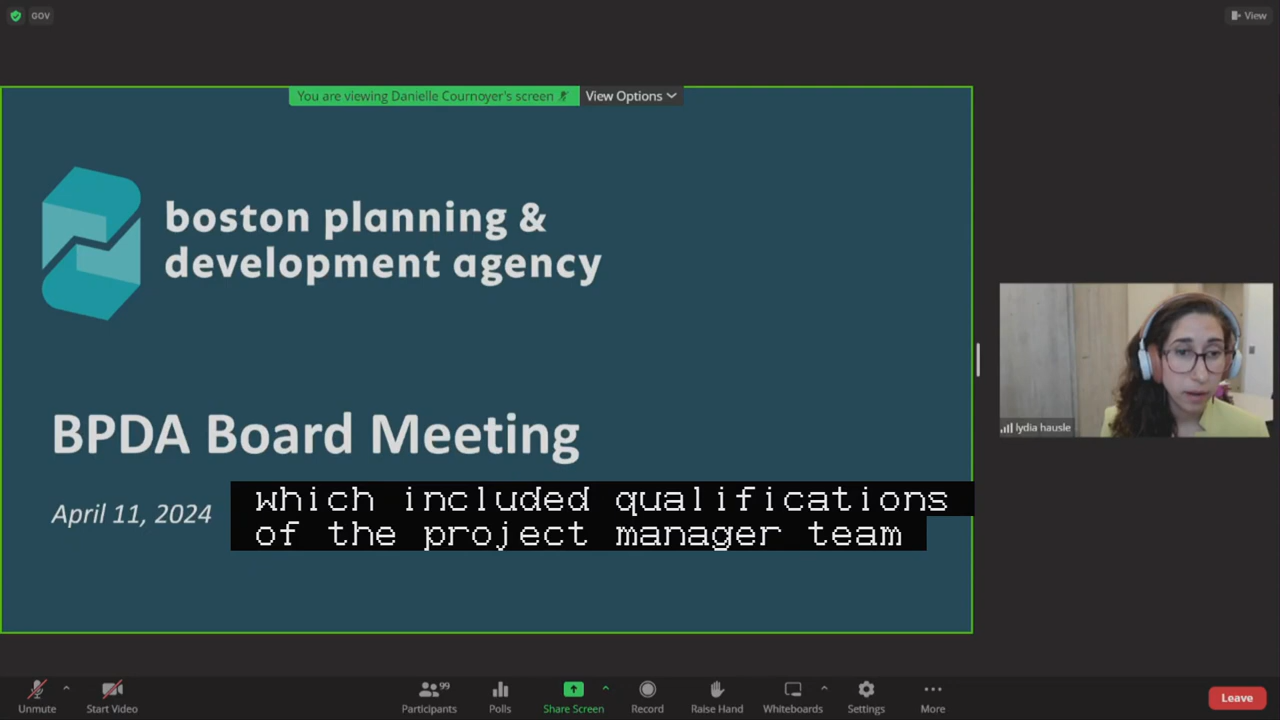 GOV
View
You are viewing Danielle Cournoyer's screen
View Options
boston planning &
development agency
BPDA Board Meeting
April 11, 2024
which included qualifications
of the project manager team
lydia hausle
Unmute
Start Video
Participants
99
Polls
Share Screen
Record
Raise Hand
Whiteboards
Settings
More
Leave